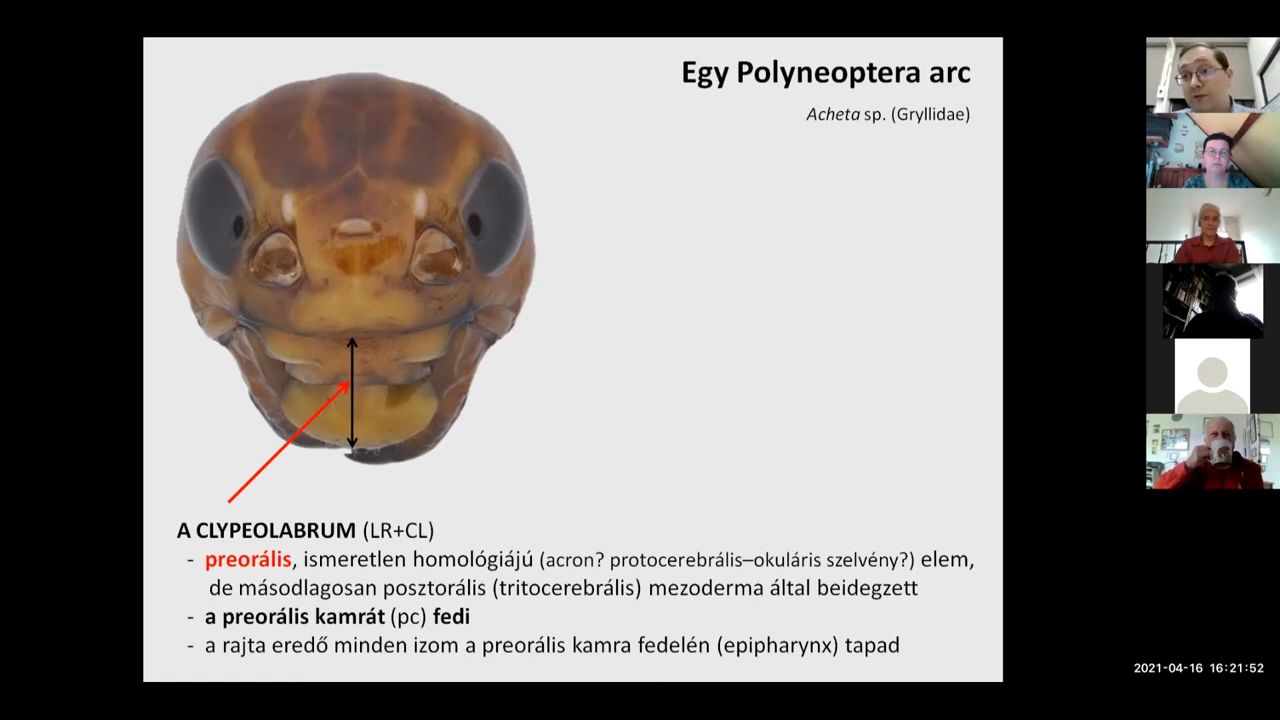 Egy Polyneoptera arc
Acheta sp. (Gryllidae)
A CLYPEOLABRUM (LR+CL)
- preorális, ismeretlen homológiájú (acron? protocerebrális–okuláris szelvény?) elem,
de másodlagosan posztorális (tritocerebrális) mezoderma által beidegzett
- a preorális kamrát (pc) fedi
- a rajta eredő minden izom a preorális kamra fedelén (epipharynx) tapad
2021-04-16 16:21:52